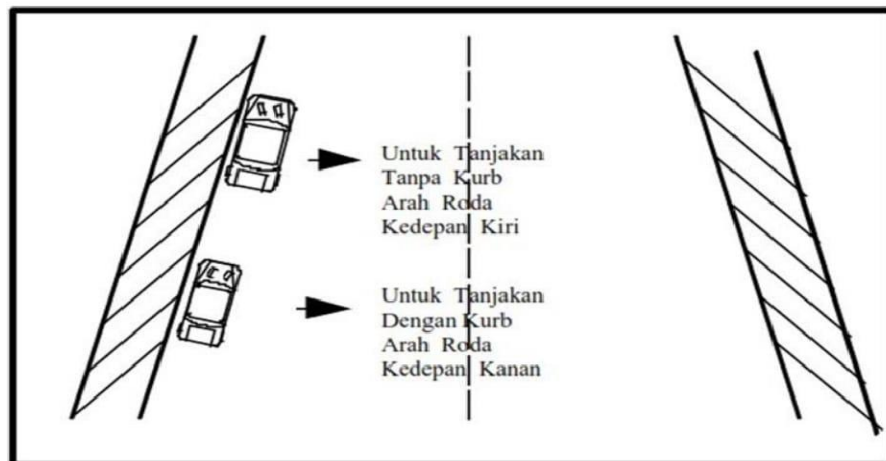 Untuk Tanjakan
Tanpa Kurb
Arah Roda
Kedepan Kiri
Untuk Tanjakan
Dengan Kurb
Arah Roda
Kedepan Kanan